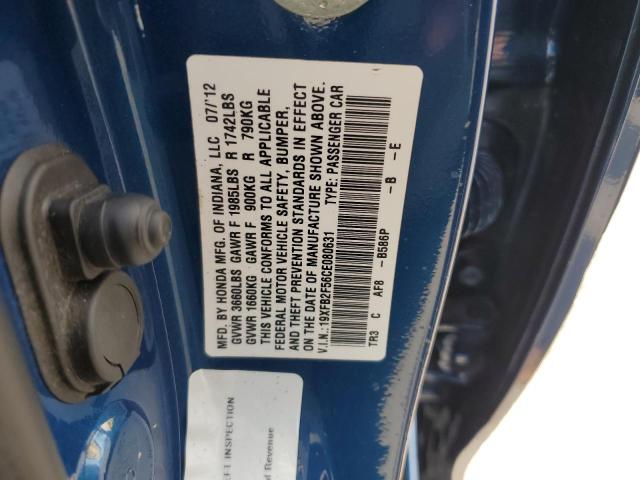 MFD. BY HONDA MFG. OF INDIANA, LLC 07/'12
GVWR 3660LBS GAWR F 1985LBS R 1742LBS
GVWR 1660KG GAWR F 900KG R 790KG
THIS VEHICLE CONFORMS TO ALL APPLICABLE
FEDERAL MOTOR VEHICLE SAFETY, BUMPER,
AND THEFT PREVENTION STANDARDS IN EFFECT
ON THE DATE OF MANUFACTURE SHOWN ABOVE.
V.I.N.:19XFB2F56CE080631 TYPE: PASSENGER CAR
TR3 C AF8 -B586P -B -E
EFT INSPECTION
Revenue